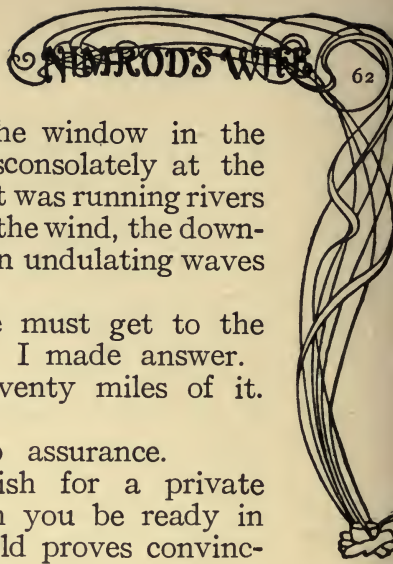 NIMROD'S WIFE
62
he window in the
sconsolately at the
t was running rivers
the wind, the down-
n undulating waves
e must get to the
I made answer.
venty miles of it.
o assurance.
ish for a private
n you be ready in
ld proves convinc-